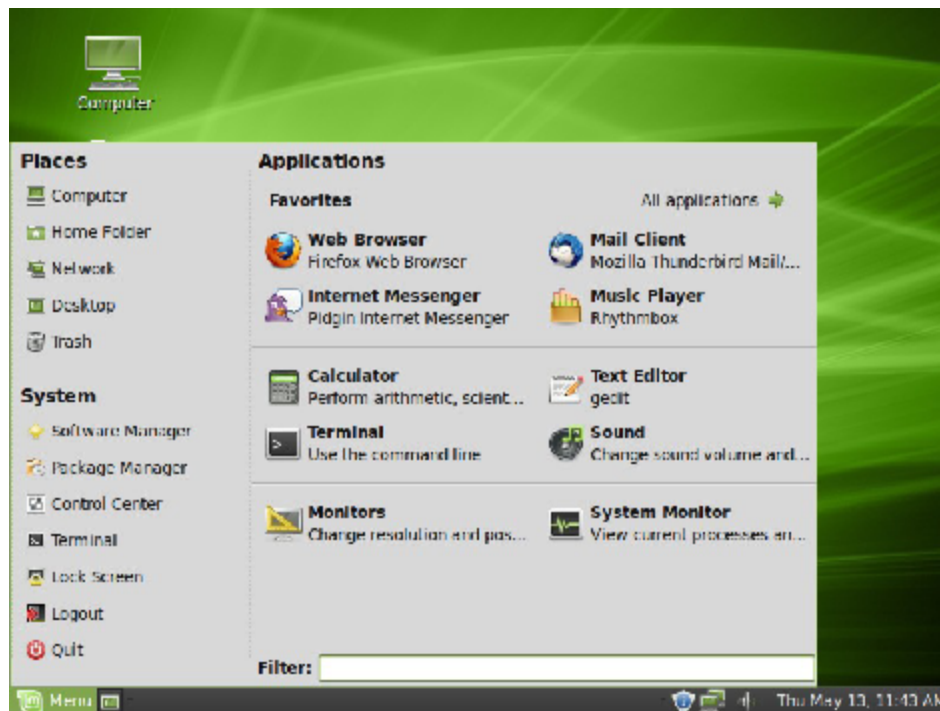 Computer
Places
Computer
Home Folder
Network
Desktop
Trash
System
Software Manager
Package Manager
Control Center
Terminal
Lock Screen
Logout
Quit
Applications
Favorites
All applications
Web Browser
Firefox Web Browser
Mail Client
Mozilla Thunderbird Mail/...
Internet Messenger
Pidgin Internet Messenger
Music Player
Rhythmbox
Calculator
Perform arithmetic, scient...
Text Editor
gedit
Terminal
Use the command line
Sound
Change sound volume and...
Monitors
Change resolution and pos...
System Monitor
View current processes an...
Filter:
Menu
Thu May 13, 11:43 AM